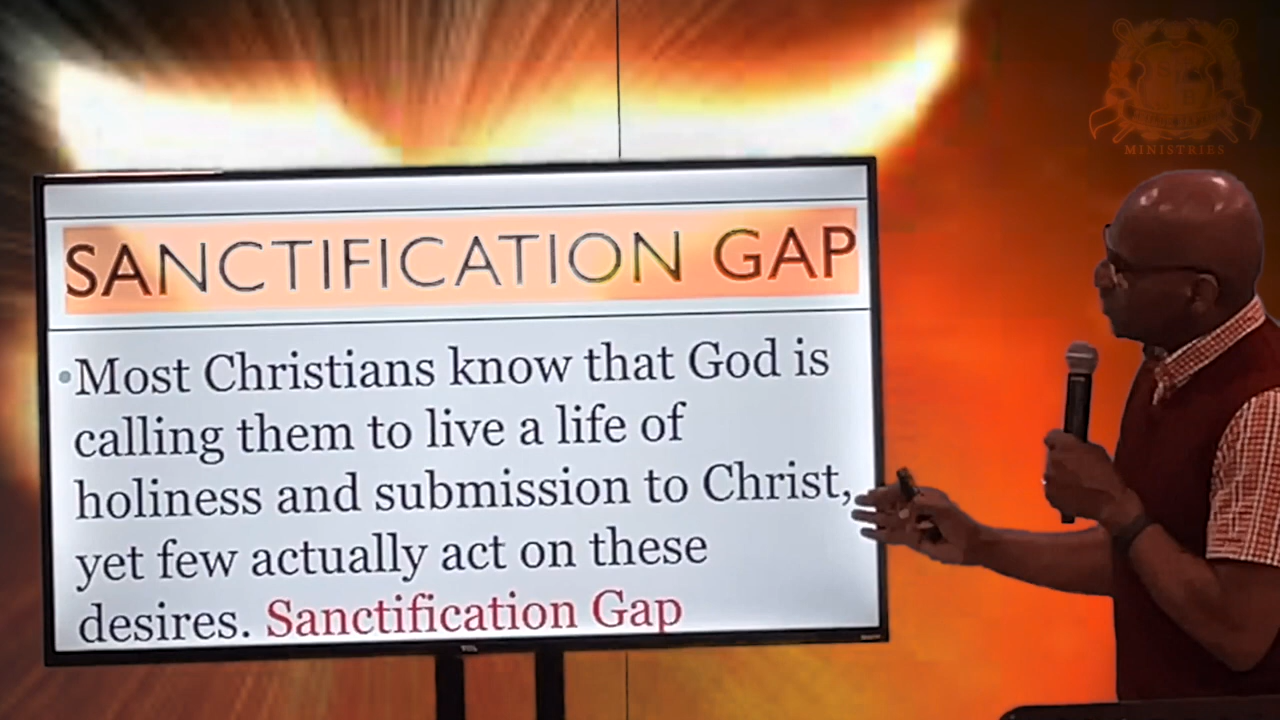 MINISTRIES
SANCTIFICATION GAP
•Most Christians know that God is
calling them to live a life of
holiness and submission to Christ,
yet few actually act on these
desires. Sanctification Gap
TCL